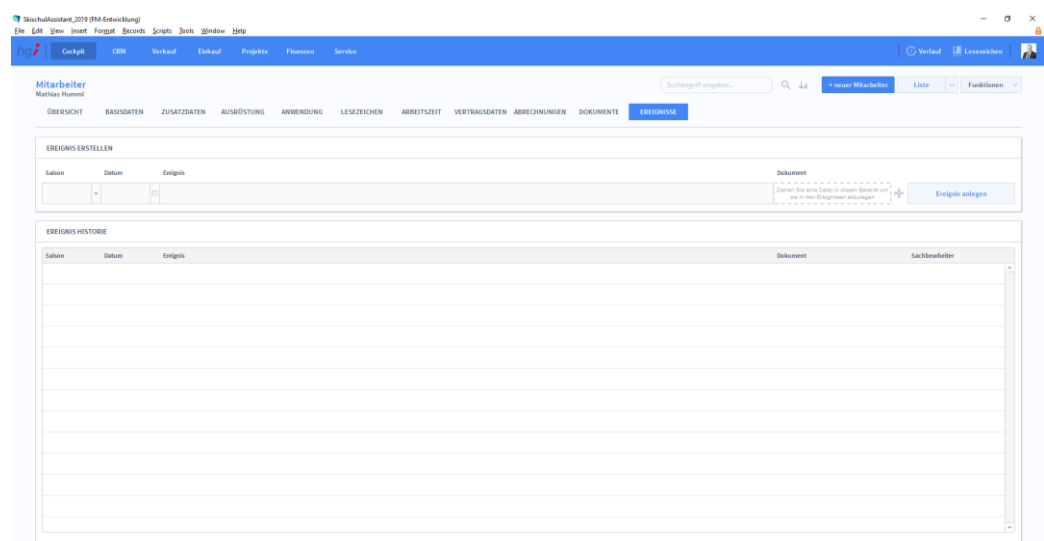 SkischulAssistant_2019 (FM-Entwicklung)
File Edit View Insert Format Records Scripts Tools Window Help
hgi Cockpit CRM Verkauf Einkauf Projekte Finanzen Service Verlauf Lesezeichen
Mitarbeiter
Mathias Humml
Suchbegriff eingeben... + neuer Mitarbeiter Liste Funktionen
ÜBERSICHT BASISDATEN ZUSATZDATEN AUSRÜSTUNG ANWENDUNG LESEZEICHEN ARBEITSZEIT VERTRAGSDATEN ABRECHNUNGEN DOKUMENTE EREIGNISSE
EREIGNIS ERSTELLEN
Saison Datum Ereignis Dokument
Ziehen Sie eine Datei in diesen Bereich um
sie in den Ereignissen abzulegen
Ereignis anlegen
EREIGNIS HISTORIE
Saison Datum Ereignis Dokument Sachbearbeiter